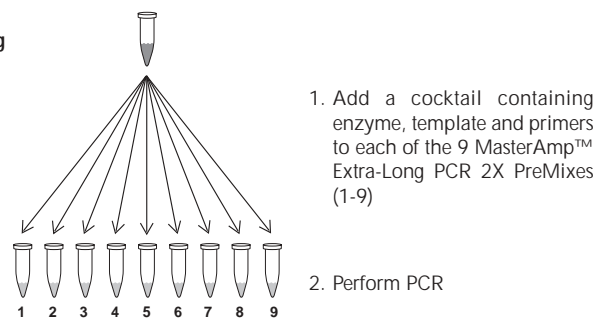 g
1. Add a cocktail containing
enzyme, template and primers
to each of the 9 MasterAmp™
Extra-Long PCR 2X PreMixes
(1-9)
2. Perform PCR
1 2 3 4 5 6 7 8 9